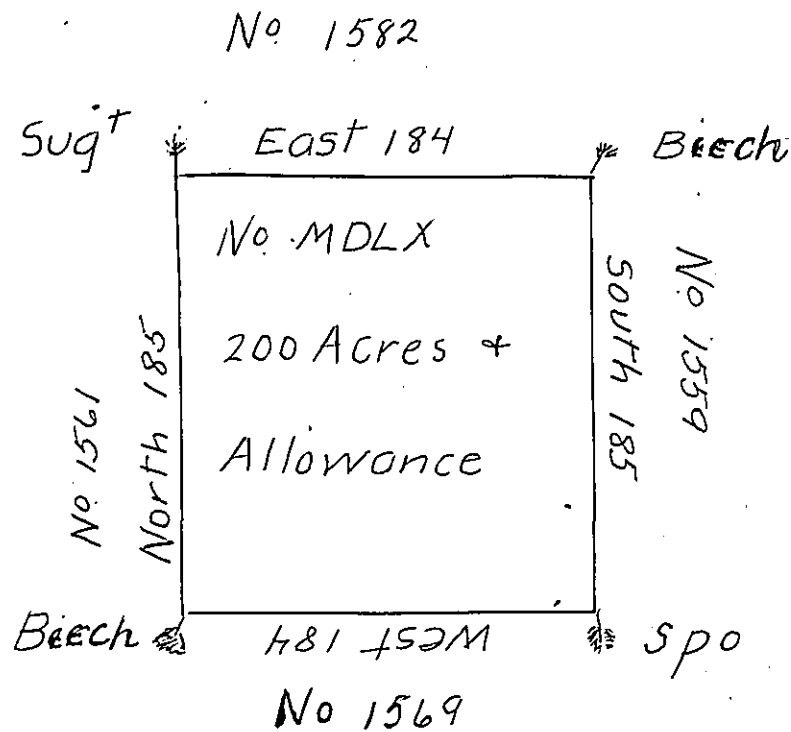 No 1582
Sugt East 184 Beech
No. MDLX
200 Acres +
Allowance
North 185
No 1561
South 185
No 1559
Beech West 184 Spo
No 1569